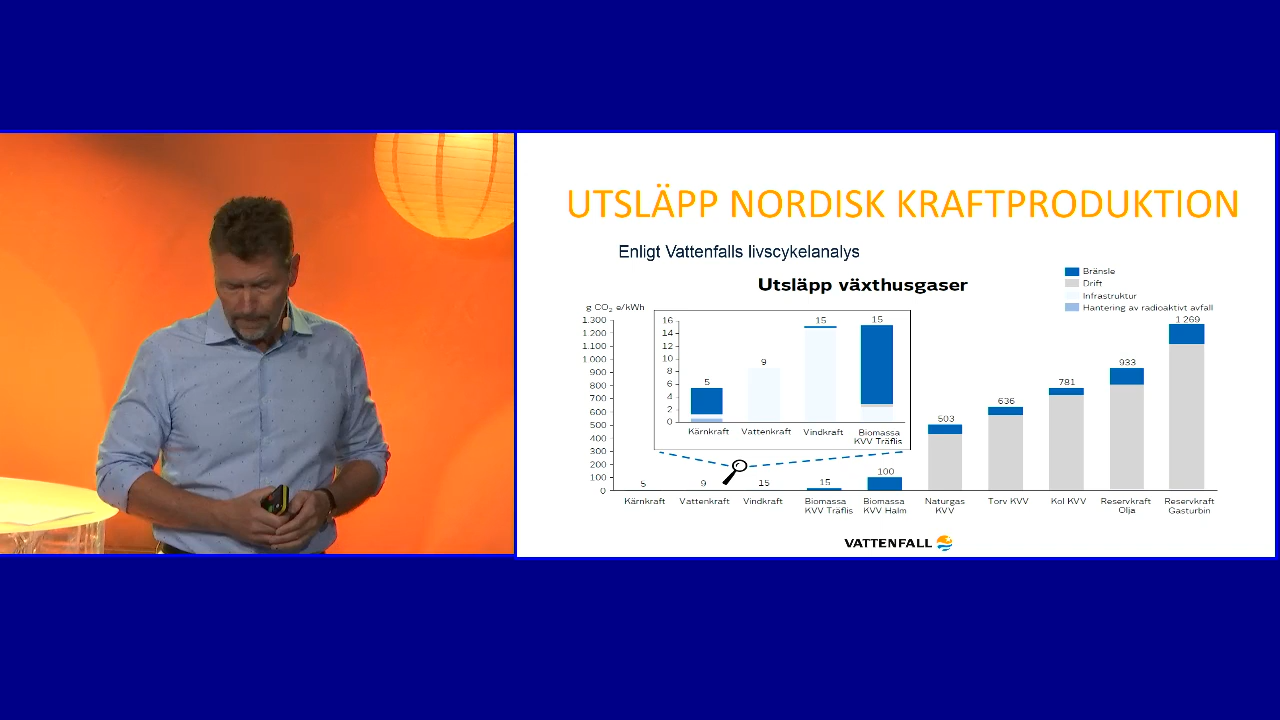 UTSLÄPP NORDISK KRAFTPRODUKTION
Enligt Vattenfalls livscykelanalys
Utsläpp växthusgaser
Bränsle
Drift
Infrastruktur
Hantering av radioaktivt avfall
g CO₂ e/kWh
1.300
1.200
1.100
1 000
900
800
700
600
500
400
300
200
100
0
16
14
12
10
8
6
4
2
0
5
9
15
15
Kärnkraft
Vattenkraft
Vindkraft
Biomassa
KVV Träflis
5
9
15
15
100
503
636
781
933
1 269
Kärnkraft
Vattenkraft
Vindkraft
Biomassa
KVV Träflis
Biomassa
KVV Halm
Naturgas
KVV
Torv KVV
Kol KVV
Reservkraft
Olja
Reservkraft
Gasturbin
VATTENFALL